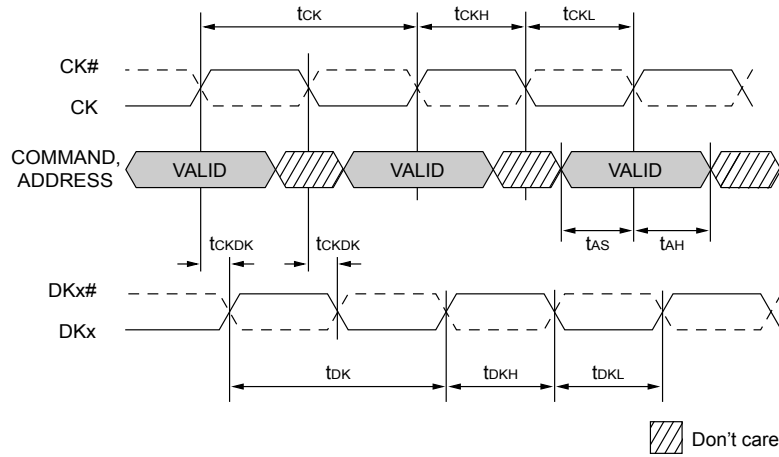 tCK tCKH tCKL
CK#
CK
COMMAND,
ADDRESS
VALID VALID VALID
tCKDK tCKDK tAS tAH
DKx#
DKx
tDK tDKH tDKL
Don't care